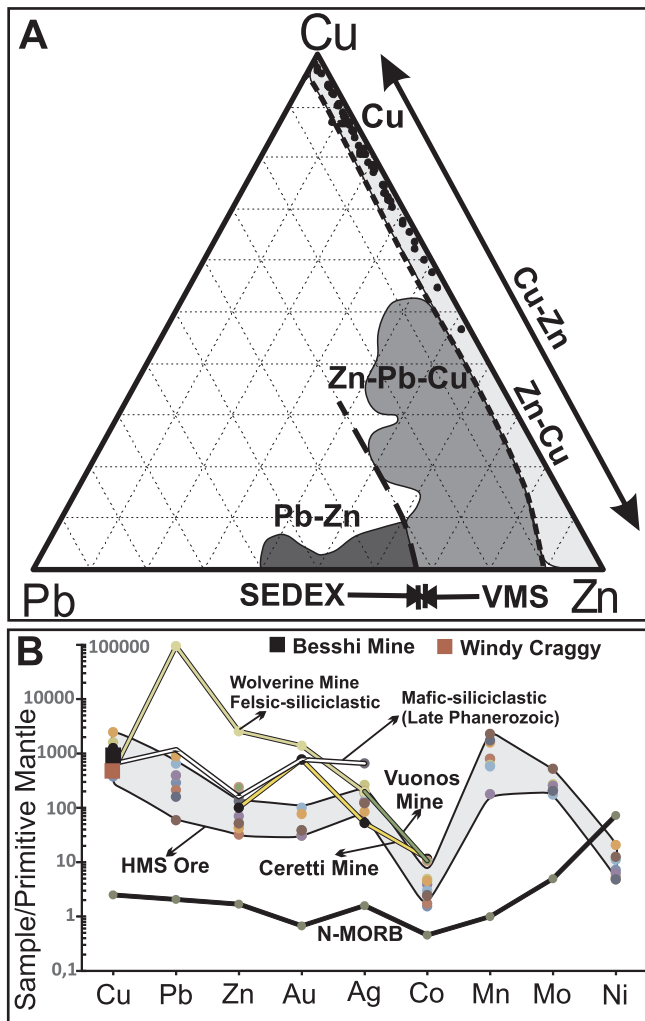 A
Cu
Cu
Cu-Zn
Zn-Pb-Cu
Zn-Cu
Pb-Zn
Pb
SEDEX
VMS
Zn
B
Besshi Mine
Windy Craggy
Sample/Primitive Mantle
100000
10000
1000
100
10
1
0,1
Wolverine Mine
Felsic-siliciclastic
Mafic-siliciclastic
(Late Phanerozoic)
Vuonos
Mine
HMS Ore
Ceretti Mine
N-MORB
Cu Pb Zn Au Ag Co Mn Mo Ni